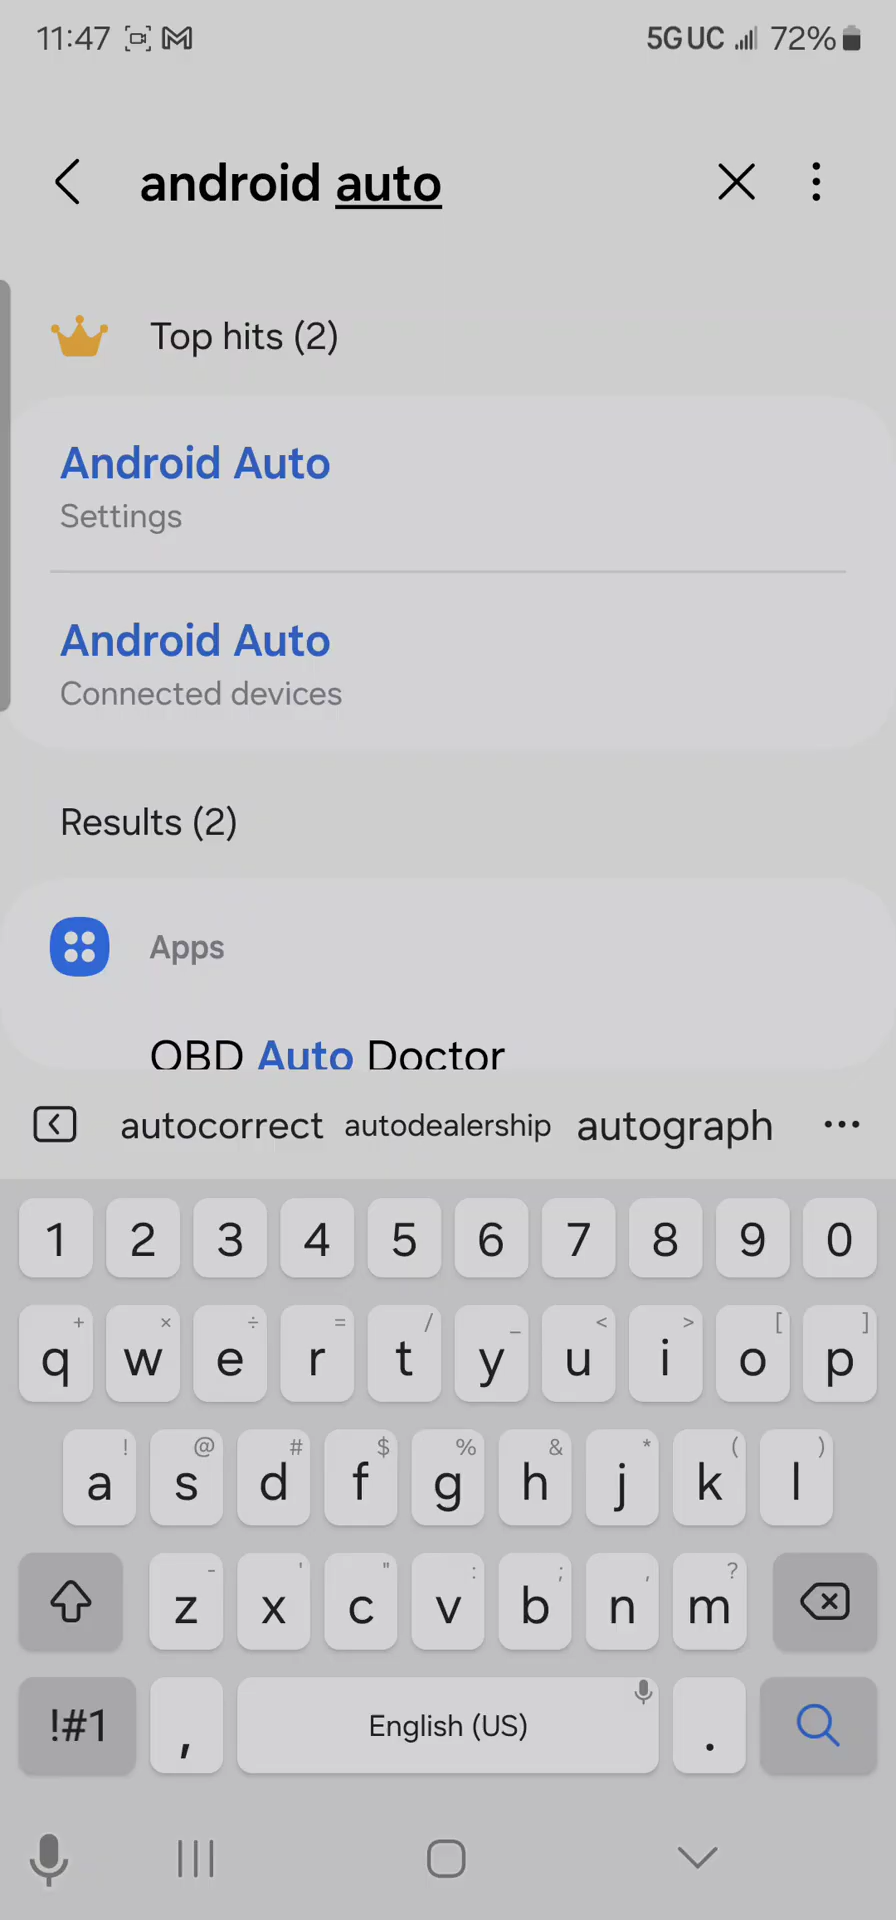 11:47 5G UC 72%
android auto
Top hits (2)
Android Auto
Settings
Android Auto
Connected devices
Results (2)
Apps
OBD Auto Doctor
autocorrect autodealership autograph ...
1 2 3 4 5 6 7 8 9 0
+ × ÷ = / _ < > [ ]
q w e r t y u i o p
! @ # $ % & * ( )
a s d f g h j k l
- ' " : ; , ?
z x c v b n m
!#1 , English (US) .